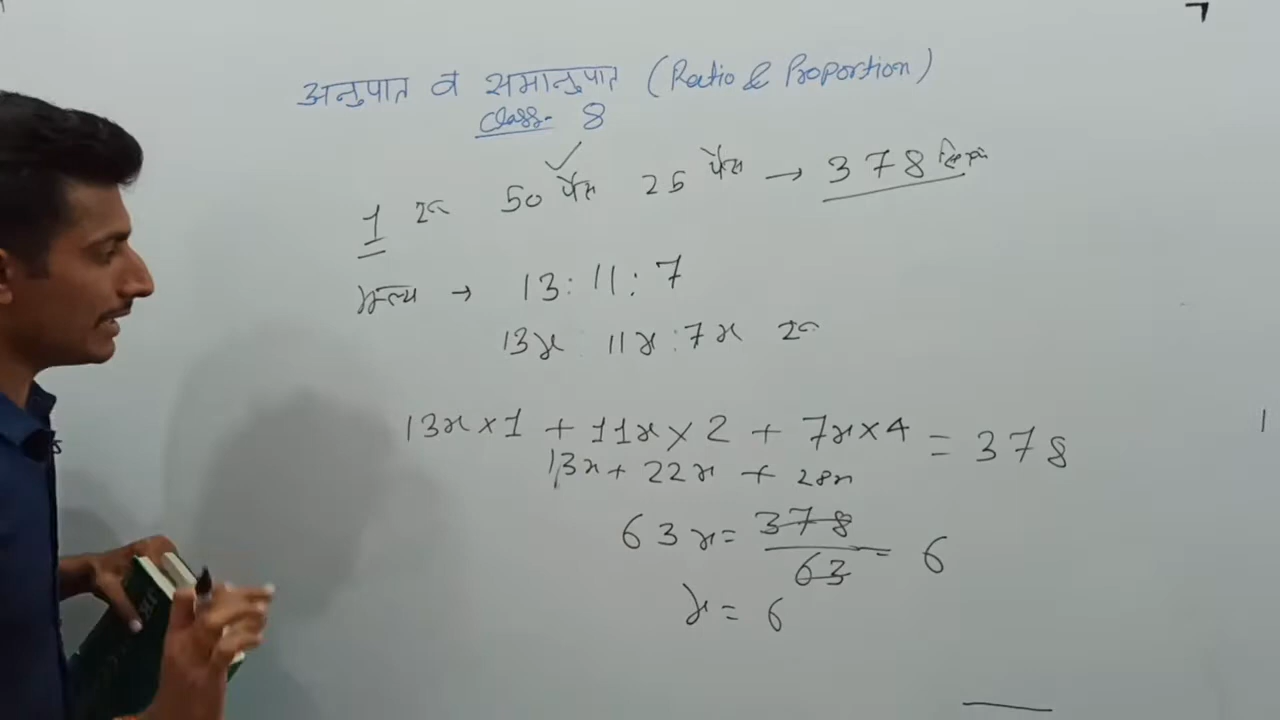 अनुपात व समानुपात (Ratio & Proportion)
Class- 8
1 रु 50 पैसे 25 पैसे → 378 सिक्के
मूल्य → 13 : 11 : 7
13x : 11x : 7x रु
13x × 1 + 11x × 2 + 7x × 4 = 378
13x + 22x + 28x
63x = 378/63 = 6
x = 6